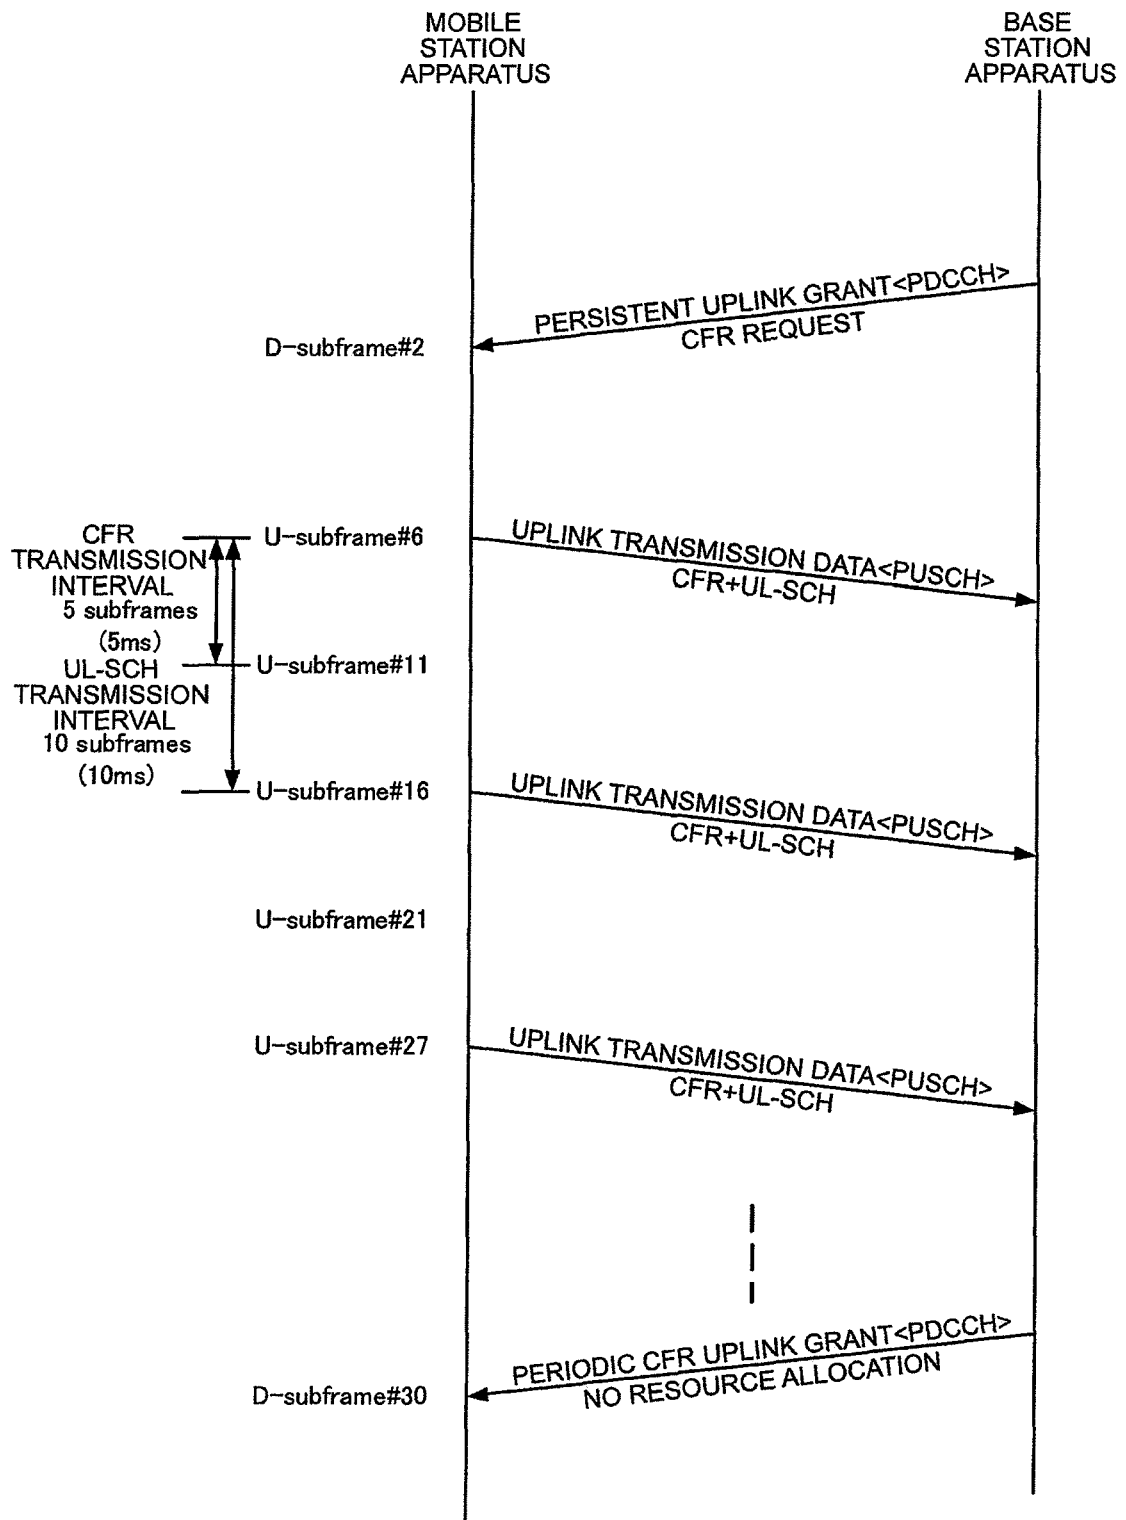 MOBILE
STATION
APPARATUS
BASE
STATION
APPARATUS
PERSISTENT UPLINK GRANT<PDCCH>
CFR REQUEST
D-subframe#2
CFR
TRANSMISSION
INTERVAL
5 subframes
(5ms)
U-subframe#6
UPLINK TRANSMISSION DATA<PUSCH>
CFR+UL-SCH
UL-SCH
TRANSMISSION
INTERVAL
10 subframes
(10ms)
U-subframe#11
U-subframe#16
UPLINK TRANSMISSION DATA<PUSCH>
CFR+UL-SCH
U-subframe#21
U-subframe#27
UPLINK TRANSMISSION DATA<PUSCH>
CFR+UL-SCH
PERIODIC CFR UPLINK GRANT<PDCCH>
NO RESOURCE ALLOCATION
D-subframe#30